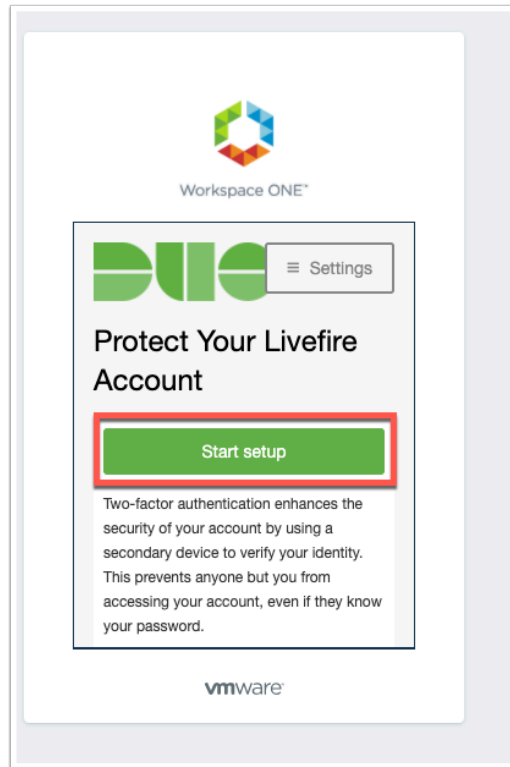 Workspace ONE™
DUO
≡ Settings
Protect Your Livefire
Account
Start setup
Two-factor authentication enhances the
security of your account by using a
secondary device to verify your identity.
This prevents anyone but you from
accessing your account, even if they know
your password.
vmware